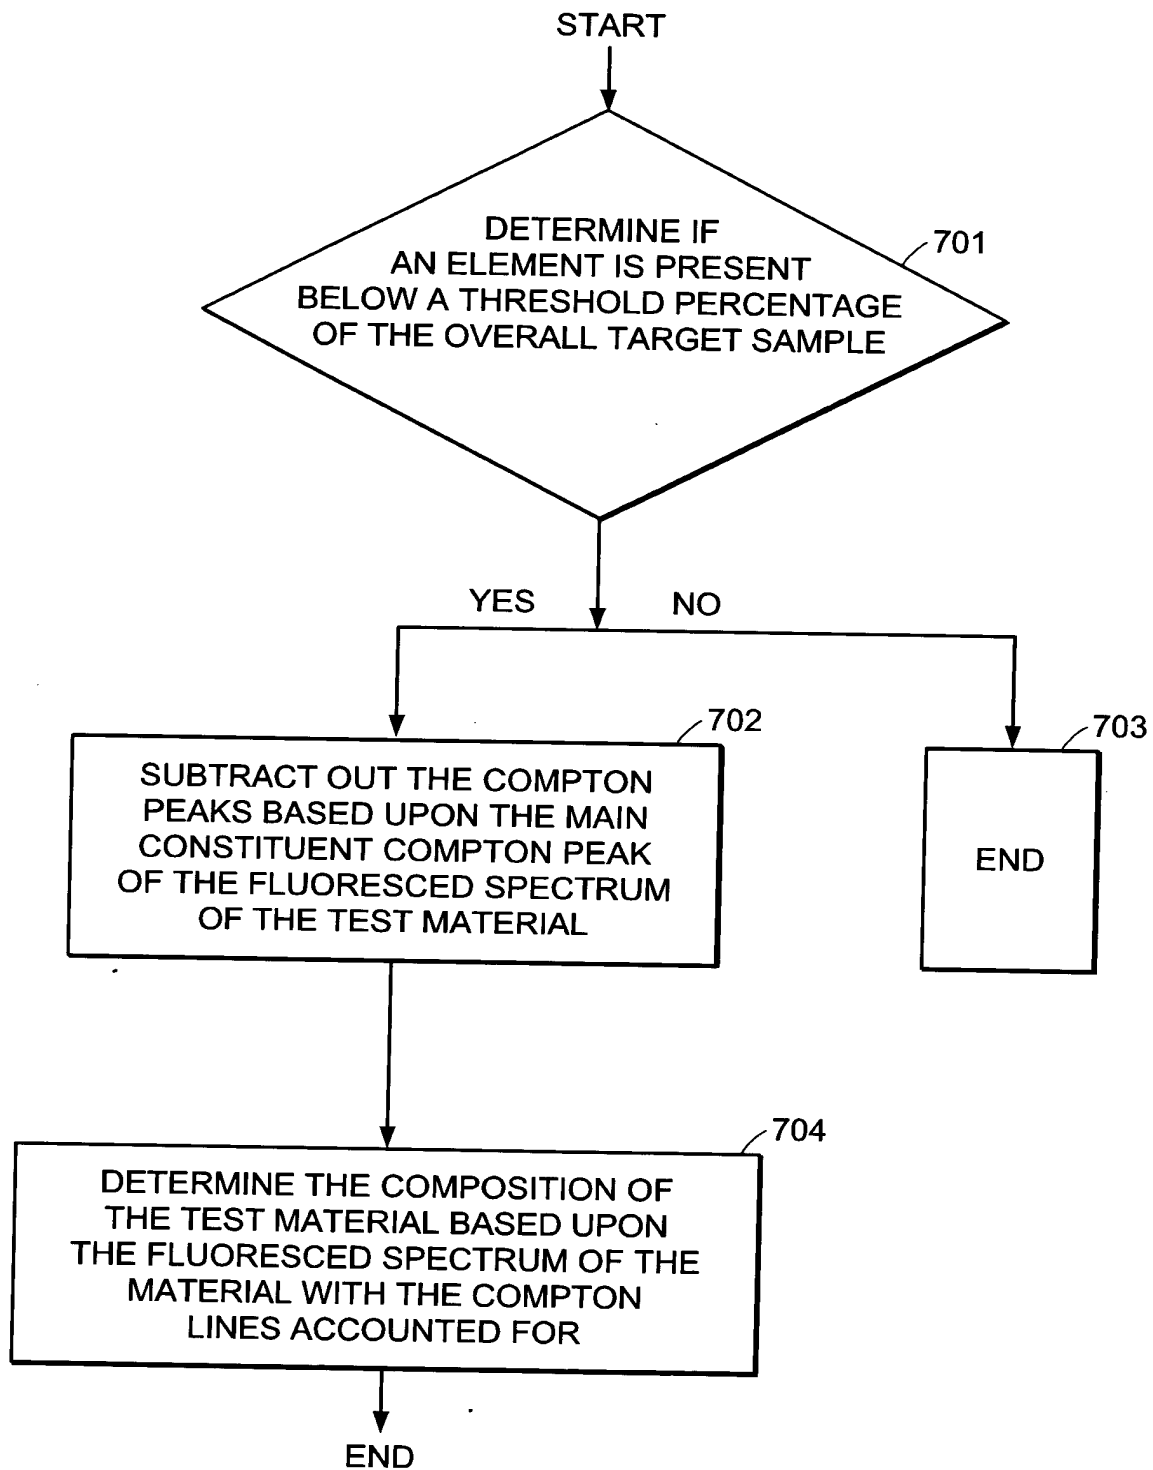 START
DETERMINE IF
AN ELEMENT IS PRESENT
BELOW A THRESHOLD PERCENTAGE
OF THE OVERALL TARGET SAMPLE
701
YES
NO
702
SUBTRACT OUT THE COMPTON
PEAKS BASED UPON THE MAIN
CONSTITUENT COMPTON PEAK
OF THE FLUORESCED SPECTRUM
OF THE TEST MATERIAL
703
END
704
DETERMINE THE COMPOSITION OF
THE TEST MATERIAL BASED UPON
THE FLUORESCED SPECTRUM OF THE
MATERIAL WITH THE COMPTON
LINES ACCOUNTED FOR
END